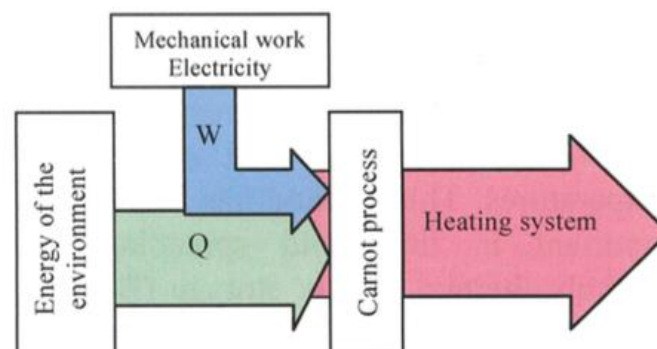 Mechanical work
Electricity
W
Energy of the
environment
Q
Carnot process
Heating system